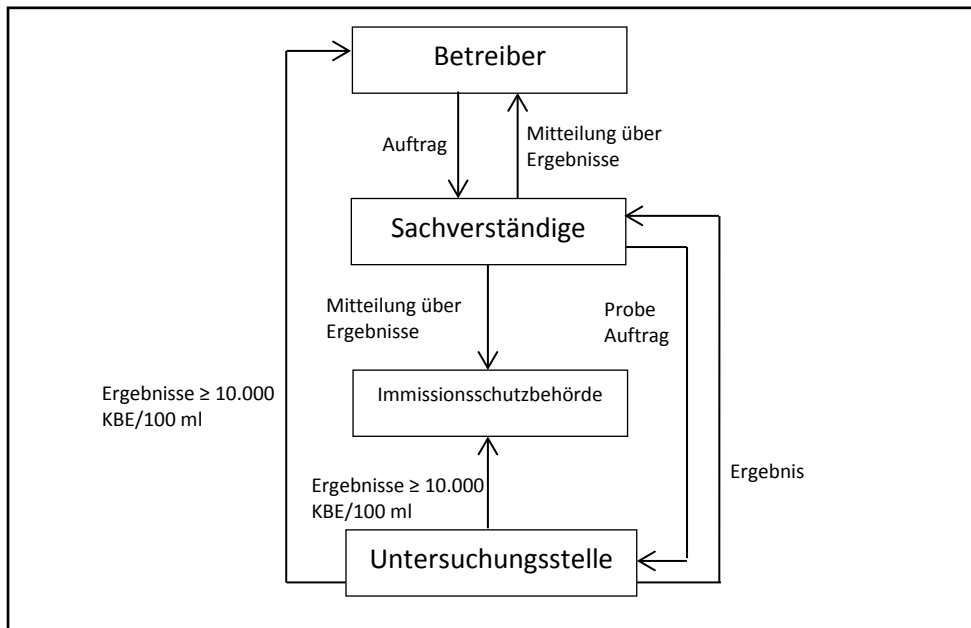 Betreiber
Auftrag
Mitteilung über
Ergebnisse
Sachverständige
Mitteilung über
Ergebnisse
Probe
Auftrag
Immissionsschutzbehörde
Ergebnisse ≥ 10.000
KBE/100 ml
Ergebnisse ≥ 10.000
KBE/100 ml
Ergebnis
Untersuchungsstelle